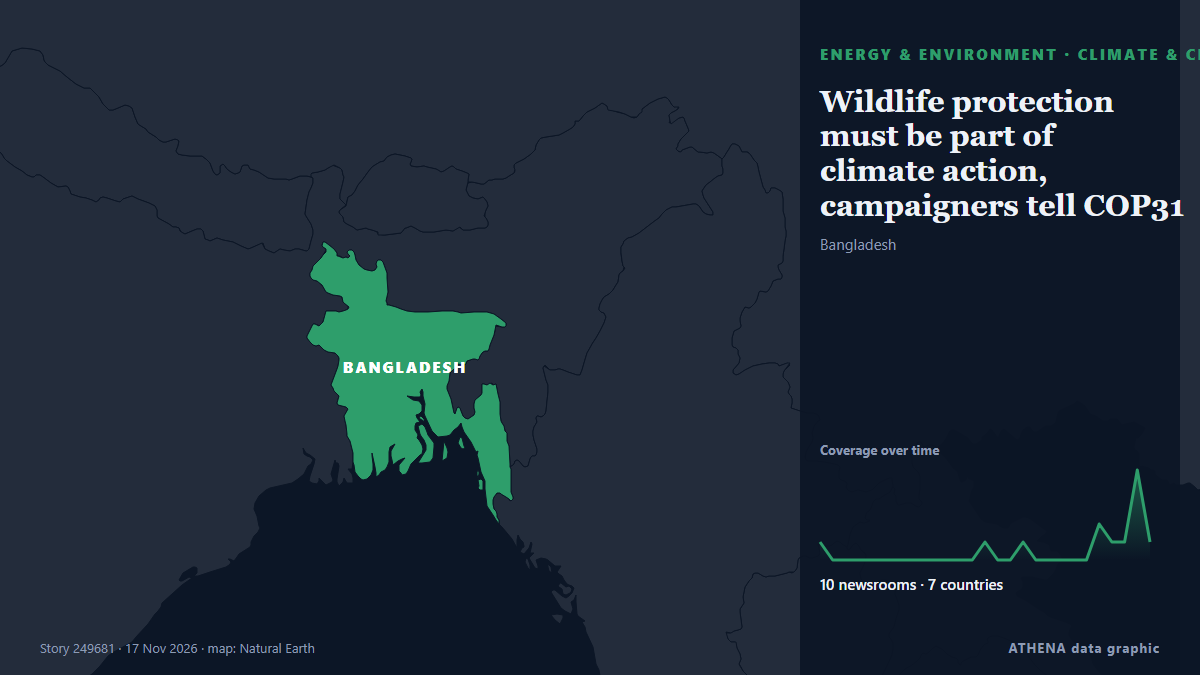 ENERGY & ENVIRONMENT · CLIMATE &
Wildlife protection
must be part of
climate action,
campaigners tell COP31
Bangladesh
BANGLADESH
Coverage over time
10 newsrooms · 7 countries
Story 249681 · 17 Nov 2026 · map: Natural Earth
ATHENA data graphic